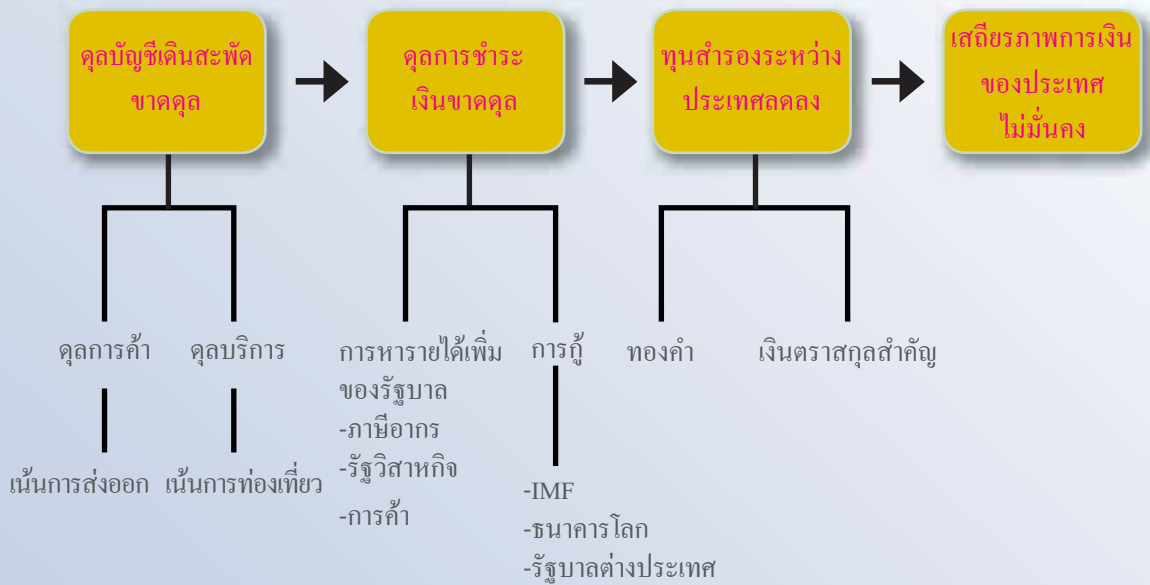 ดุลบัญชีเดินสะพัด
ขาดดุล
ดุลการชำระ
เงินขาดดุล
ทุนสำรองระหว่าง
ประเทศลดลง
เสถียรภาพการเงิน
ของประเทศ
ไม่มั่นคง
ดุลการค้า
ดุลบริการ
การหารายได้เพิ่ม
ของรัฐบาล
-ภาษีอากร
-รัฐวิสาหกิจ
-การค้า
การกู้
ทองคำ
เงินตราสกุลสำคัญ
เน้นการส่งออก
เน้นการท่องเที่ยว
-IMF
-ธนาคารโลก
-รัฐบาลต่างประเทศ